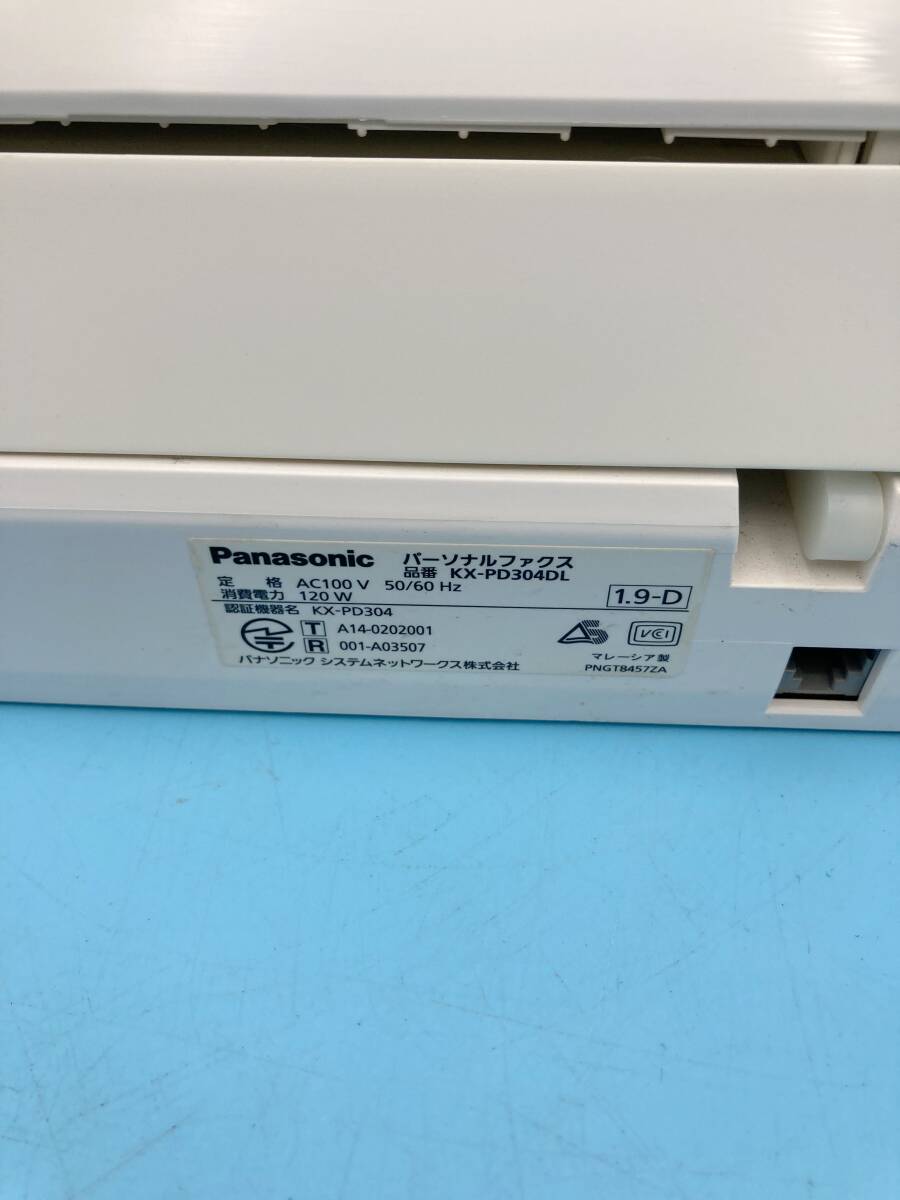 Panasonic パーソナルファクス
品番 KX-PD304DL
定 格 AC100 V 50/60 Hz
消費電力 120 W
1.9-D
認証機器名 KX-PD304
T A14-0202001
R 001-A03507
VCI
パナソニック システムネットワークス株式会社
マレーシア製
PNGT8457ZA